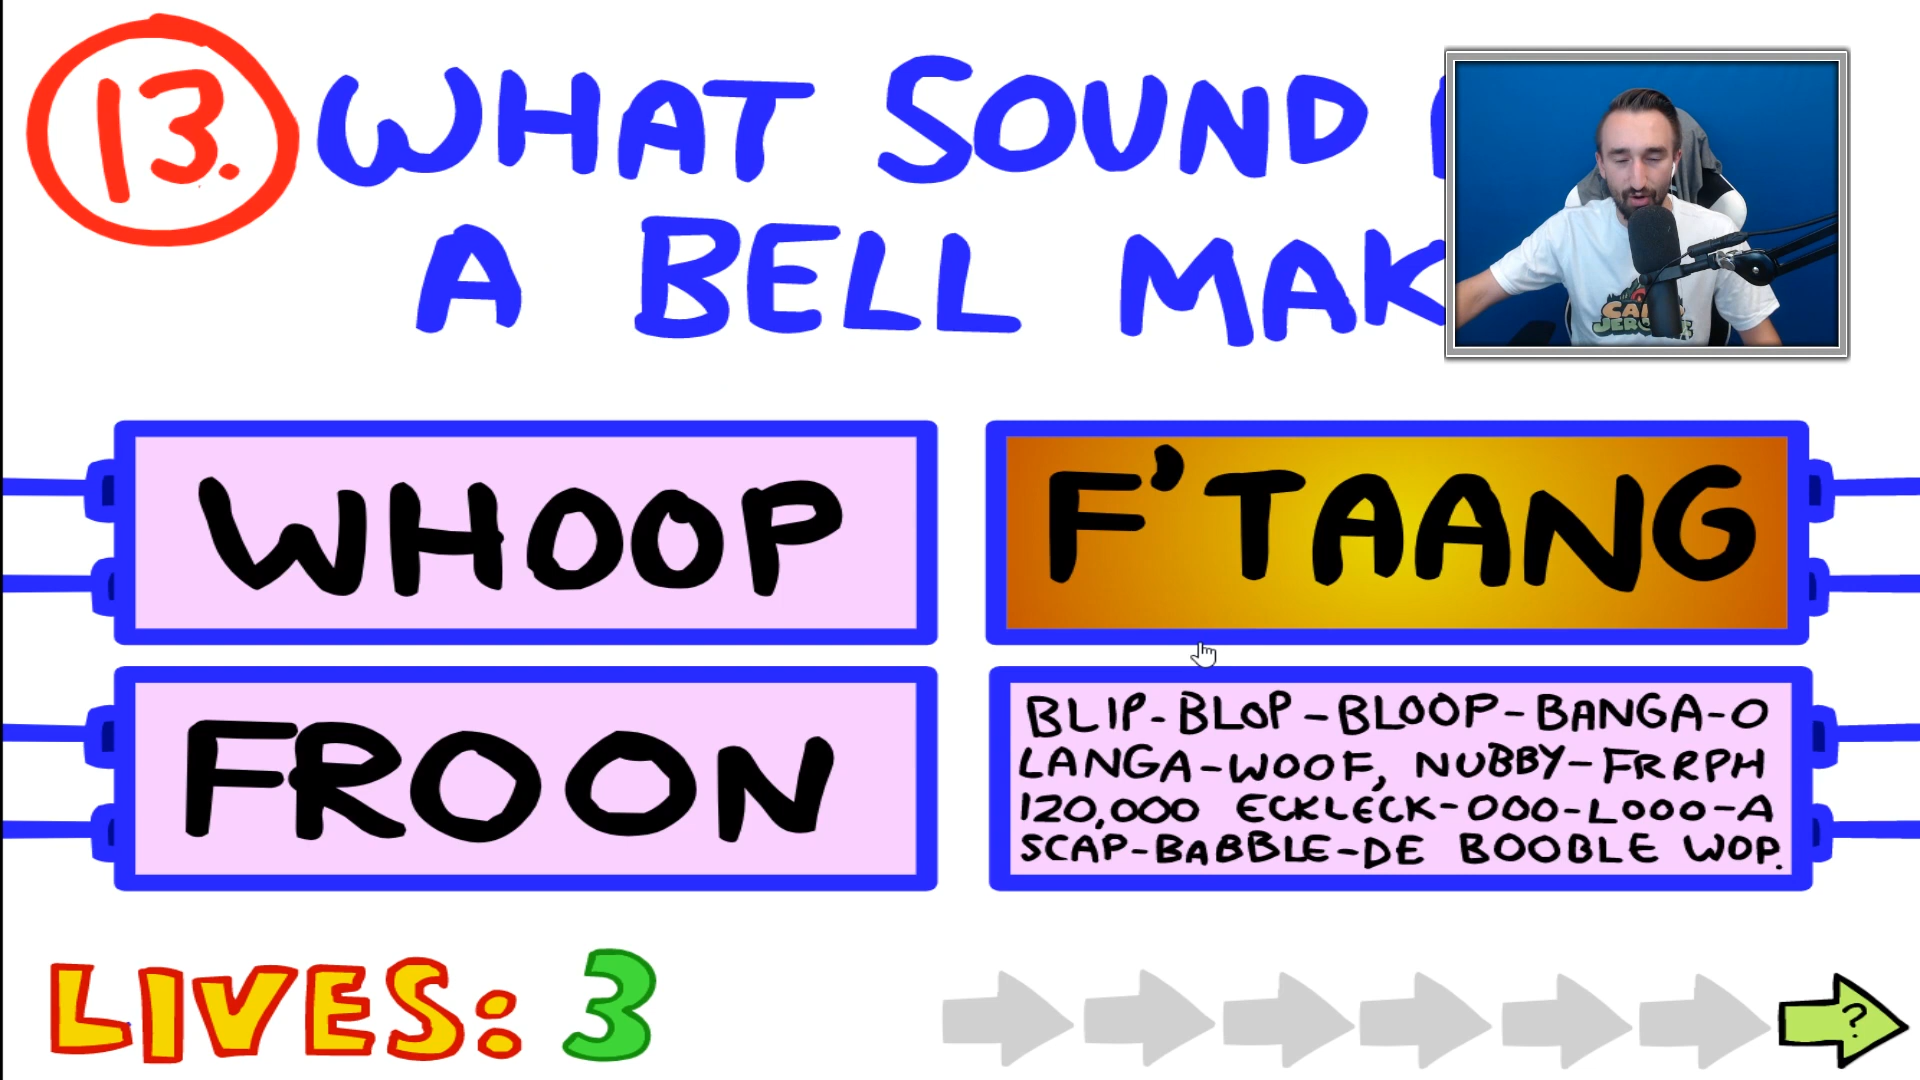 13. WHAT SOUND
A BELL MAK
WHOOP
F'TAANG
FROON
BLIP-BLOP-BLOOP-BANGA-O
LANGA-WOOF, NUBBY-FRRPH
120,000 ECKLECK-OOO-LOOO-A
SCAP-BABBLE-DE BOOBLE WOP.
LIVES: 3
?